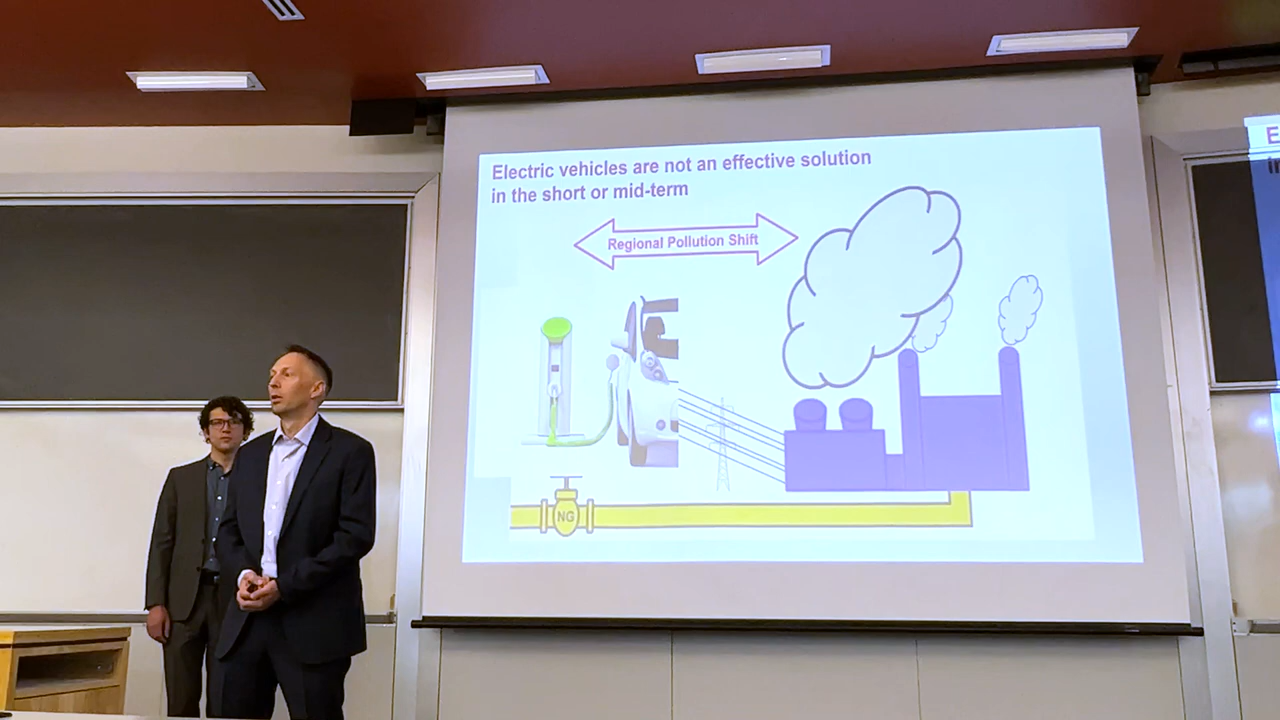 Electric vehicles are not an effective solution
in the short or mid-term
Regional Pollution Shift
NG
E